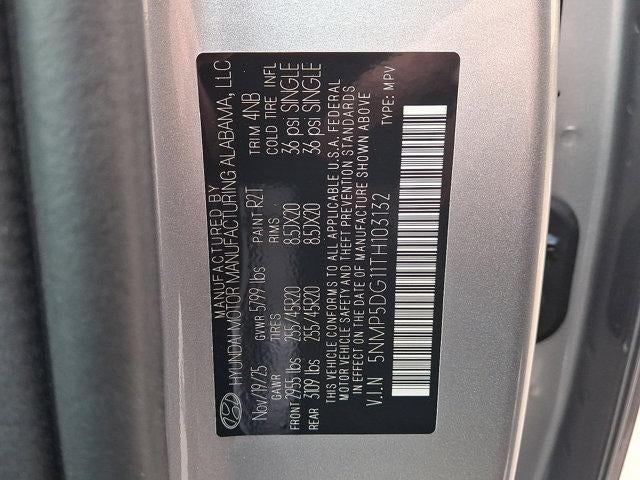 MANUFACTURED BY
HYUNDAI MOTOR MANUFACTURING ALABAMA, LLC
Nov/19/25 GVWR 5799 lbs PAINT R2T TRIM 4NB
GAWR TIRES RIMS COLD TIRE INFL
FRONT 2955 lbs 255/45R20 8.5JX20 36 psi SINGLE
REAR 3109 lbs 255/45R20 8.5JX20 36 psi SINGLE
THIS VEHICLE CONFORMS TO ALL APPLICABLE U.S.A. FEDERAL
MOTOR VEHICLE SAFETY AND THEFT PREVENTION STANDARDS
IN EFFECT ON THE DATE OF MANUFACTURE SHOWN ABOVE
V.I.N 5NMP5DG11TH103132 TYPE: MPV